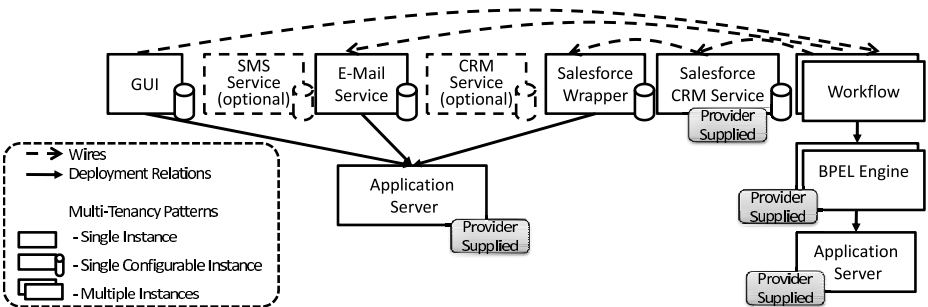 GUI
SMS
Service
(optional)
E-Mail
Service
CRM
Service
(optional)
Salesforce
Wrapper
Salesforce
CRM Service
Provider
Supplied
Workflow
BPEL Engine
Provider
Supplied
Application
Server
Provider
Supplied
Application
Server
Provider
Supplied
Wires
Deployment Relations
Multi-Tenancy Patterns
- Single Instance
- Single Configurable Instance
- Multiple Instances